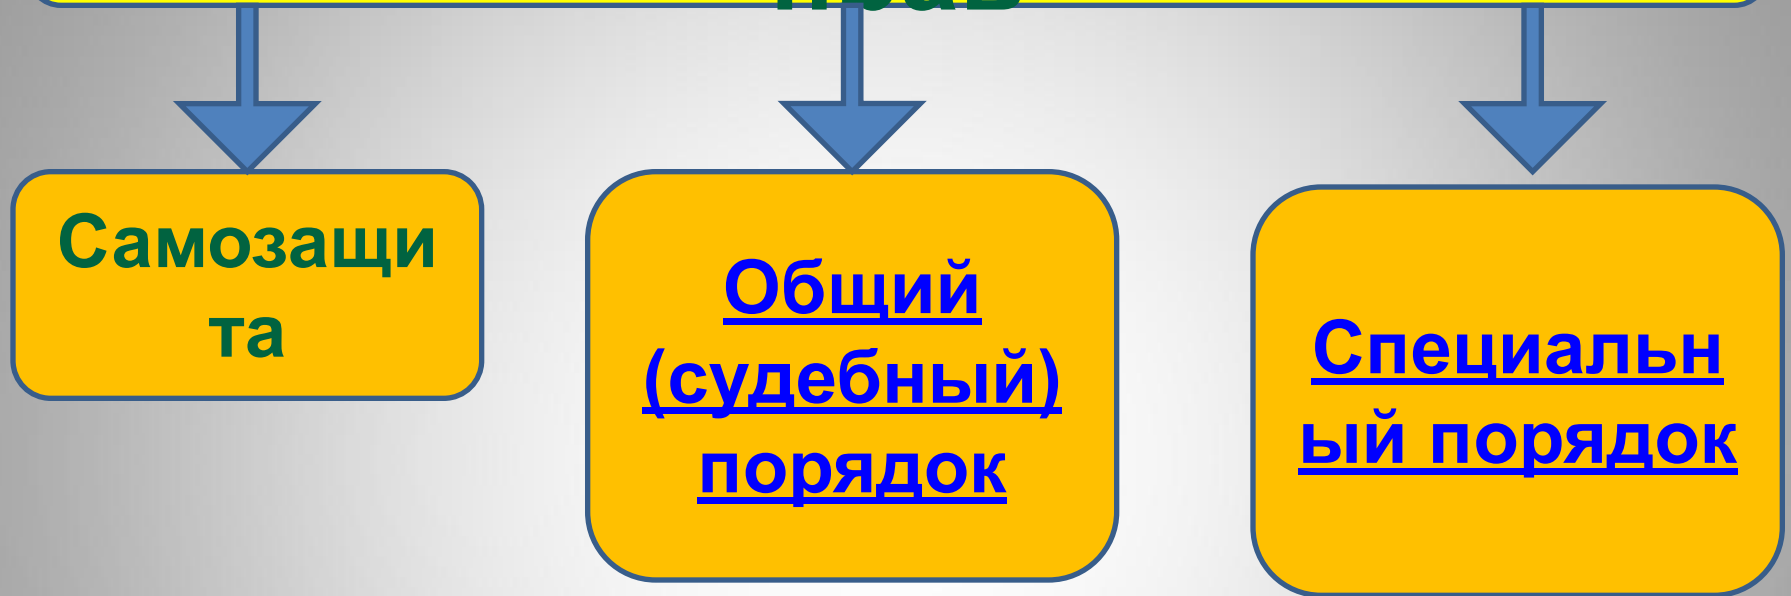 Самозащи
та
Общий
(судебный)
порядок
Специальн
ый порядок